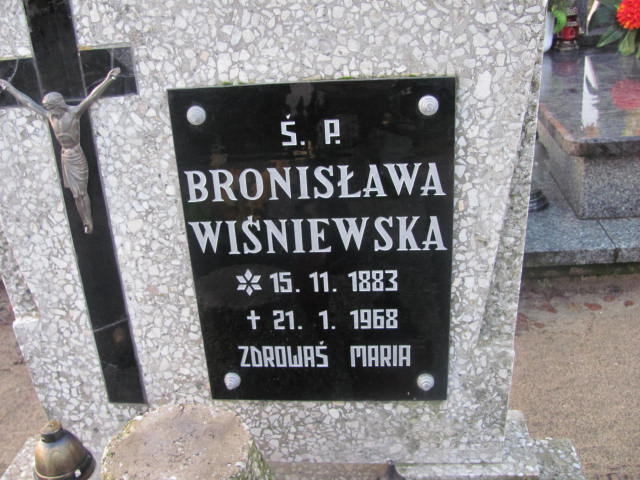 Ś. P.
BRONISŁAWA
WIŚNIEWSKA
15. 11. 1883
21. 1. 1968
ZDROWAŚ MARIA